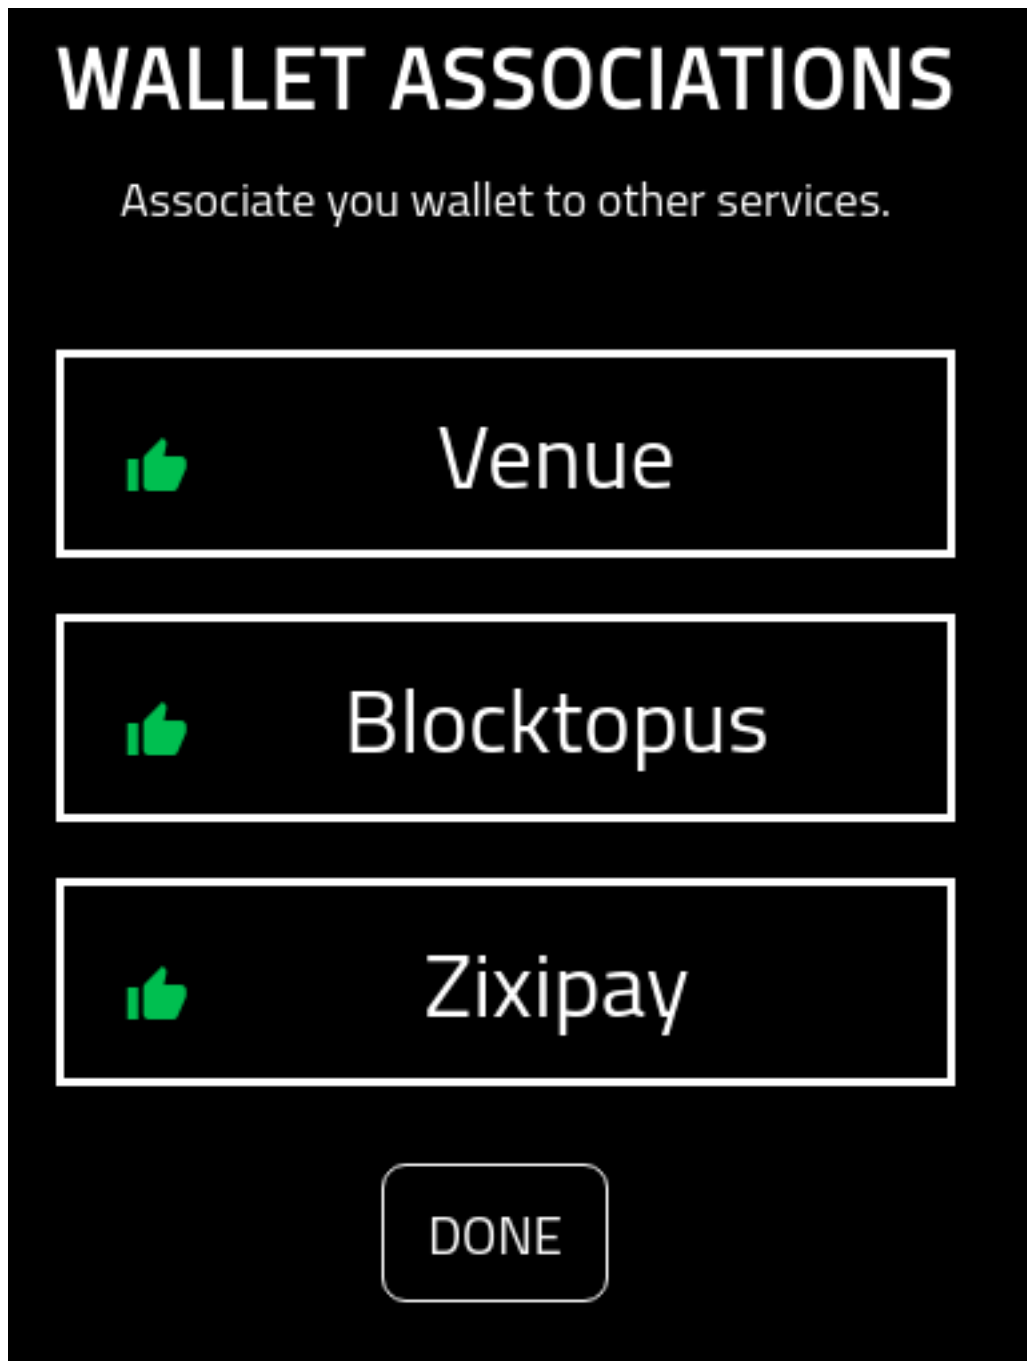 WALLET ASSOCIATIONS
Associate you wallet to other services.
Venue
Blocktopus
Zixipay
DONE